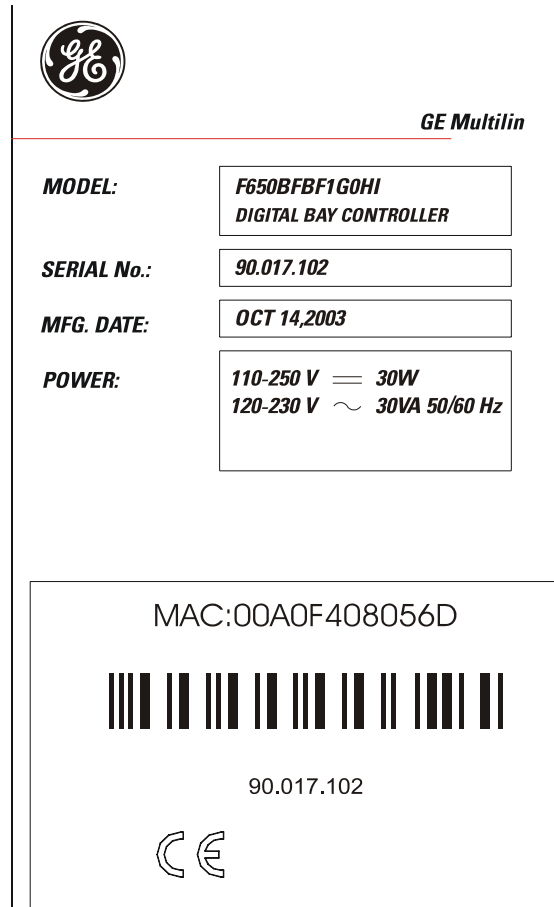 GE
GE Multilin
MODEL: F650BFBF1G0HI
DIGITAL BAY CONTROLLER
SERIAL No.: 90.017.102
MFG. DATE: OCT 14,2003
POWER: 110-250 V ⎓ 30W
120-230 V ~ 30VA 50/60 Hz
MAC:00A0F408056D
90.017.102
CE